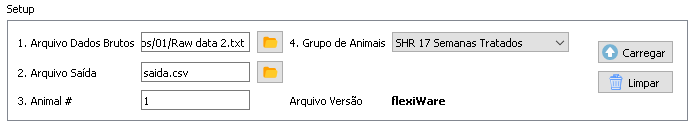 Setup
1. Arquivo Dados Brutos os/01/Raw data 2.txt 4. Grupo de Animais SHR 17 Semanas Tratados
Carregar
2. Arquivo Saída saida.csv
Limpar
3. Animal # 1 Arquivo Versão flexiWare